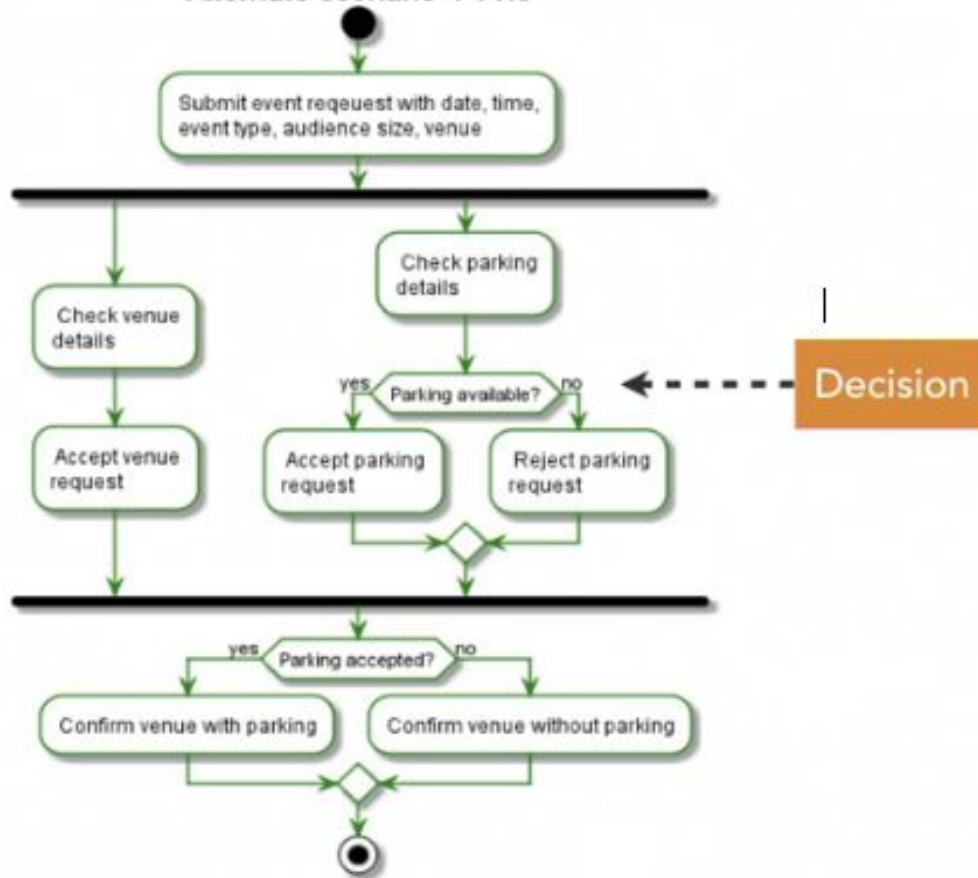 Submit event reqeuest with date, time,
event type, audience size, venue
Check parking
details
Check venue
details
yes
Parking available?
no
Decision
Accept venue
request
Accept parking
request
Reject parking
request
yes
Parking accepted?
no
Confirm venue with parking
Confirm venue without parking